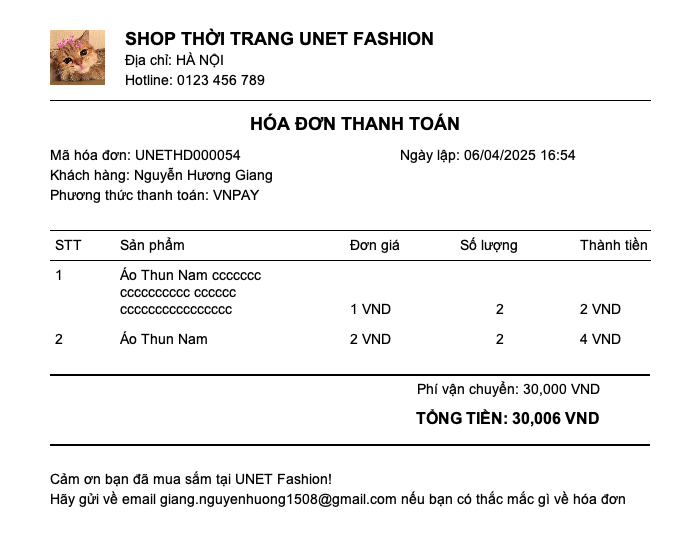 SHOP THỜI TRANG UNET FASHION
Địa chỉ: HÀ NỘI
Hotline: 0123 456 789
HÓA ĐƠN THANH TOÁN
Mã hóa đơn: UNETHD000054 Ngày lập: 06/04/2025 16:54
Khách hàng: Nguyễn Hương Giang
Phương thức thanh toán: VNPAY
STT Sản phẩm Đơn giá Số lượng Thành tiền
1 Áo Thun Nam ccccccc
cccccccccc cccccc
cccccccccccccccc 1 VND 2 2 VND
2 Áo Thun Nam 2 VND 2 4 VND
Phí vận chuyển: 30,000 VND
TỔNG TIỀN: 30,006 VND
Cảm ơn bạn đã mua sắm tại UNET Fashion!
Hãy gửi về email giang.nguyenhuong1508@gmail.com nếu bạn có thắc mắc gì về hóa đơn